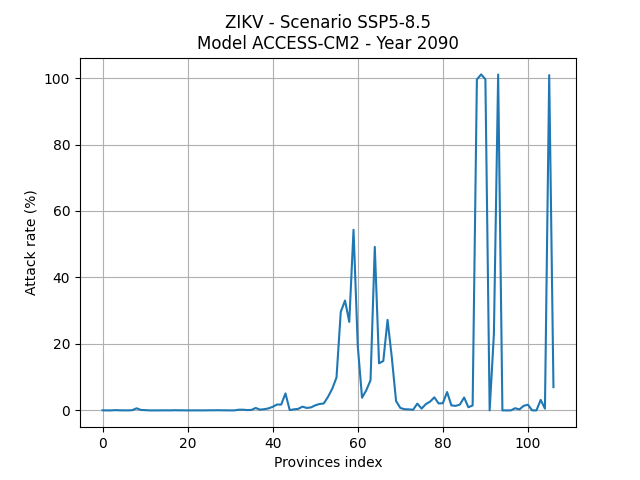 ZIKV - Scenario SSP5-8.5
Model ACCESS-CM2 - Year 2090
100
80
60
40
20
0
Attack rate (%)
0 20 40 60 80 100
Provinces index